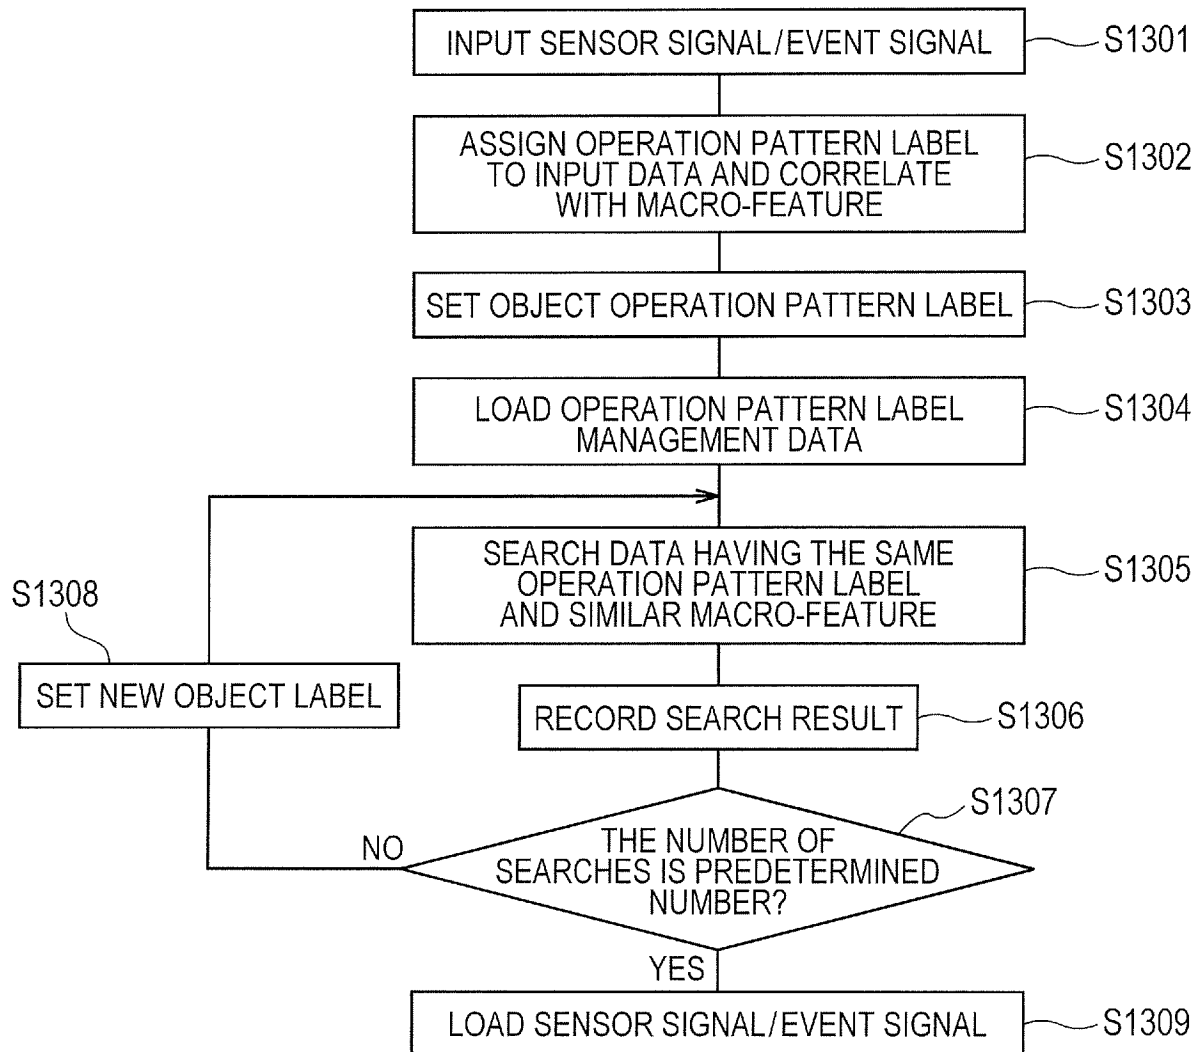 INPUT SENSOR SIGNAL/EVENT SIGNAL
S1301
ASSIGN OPERATION PATTERN LABEL
TO INPUT DATA AND CORRELATE
WITH MACRO-FEATURE
S1302
SET OBJECT OPERATION PATTERN LABEL
S1303
LOAD OPERATION PATTERN LABEL
MANAGEMENT DATA
S1304
SEARCH DATA HAVING THE SAME
OPERATION PATTERN LABEL
AND SIMILAR MACRO-FEATURE
S1305
S1308
SET NEW OBJECT LABEL
RECORD SEARCH RESULT
S1306
S1307
THE NUMBER OF
SEARCHES IS PREDETERMINED
NUMBER?
NO
YES
LOAD SENSOR SIGNAL/EVENT SIGNAL
S1309